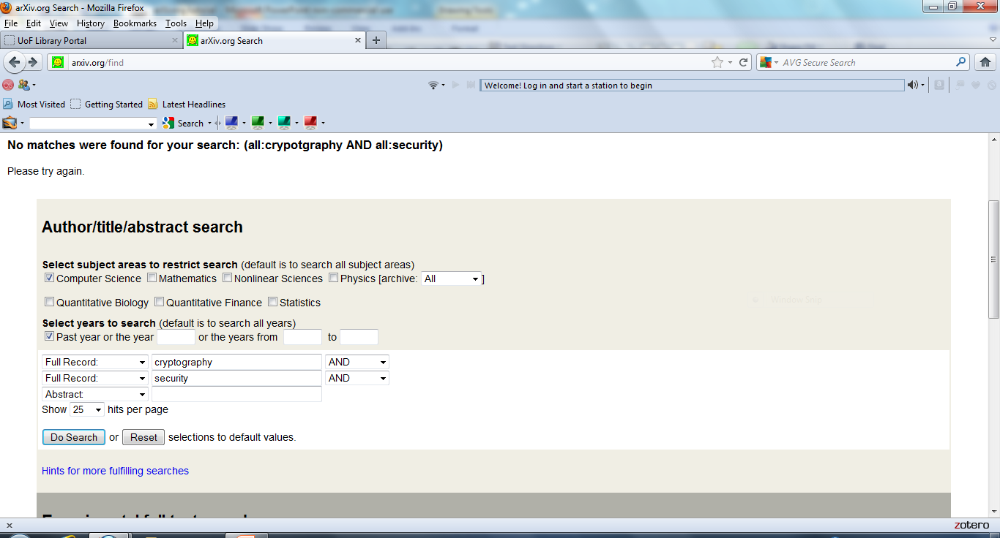 arXiv.org Search - Mozilla Firefox
File Edit View History Bookmarks Tools Help
UoF Library Portal × arXiv.org Search × +
arxiv.org/find AVG Secure Search
Welcome! Log in and start a station to begin
Most Visited Getting Started Latest Headlines
Search
No matches were found for your search: (all:crypotgraphy AND all:security)
Please try again.
Author/title/abstract search
Select subject areas to restrict search (default is to search all subject areas)
Computer Science Mathematics Nonlinear Sciences Physics [archive: All ]
Quantitative Biology Quantitative Finance Statistics
Window Snip
Select years to search (default is to search all years)
Past year or the year or the years from to
Full Record: cryptography AND
Full Record: security AND
Abstract:
Show 25 hits per page
Do Search or Reset selections to default values.
Hints for more fulfilling searches
× zotero